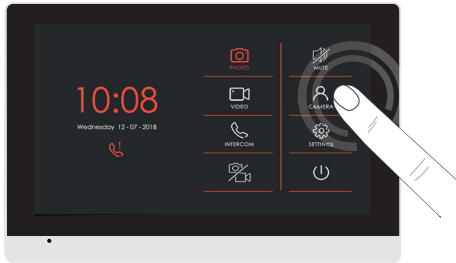 PHOTO
MUTE
10:08
VIDEO
CAMERA
Wednesday 12 - 07 - 2018
INTERCOM
SETTINGS